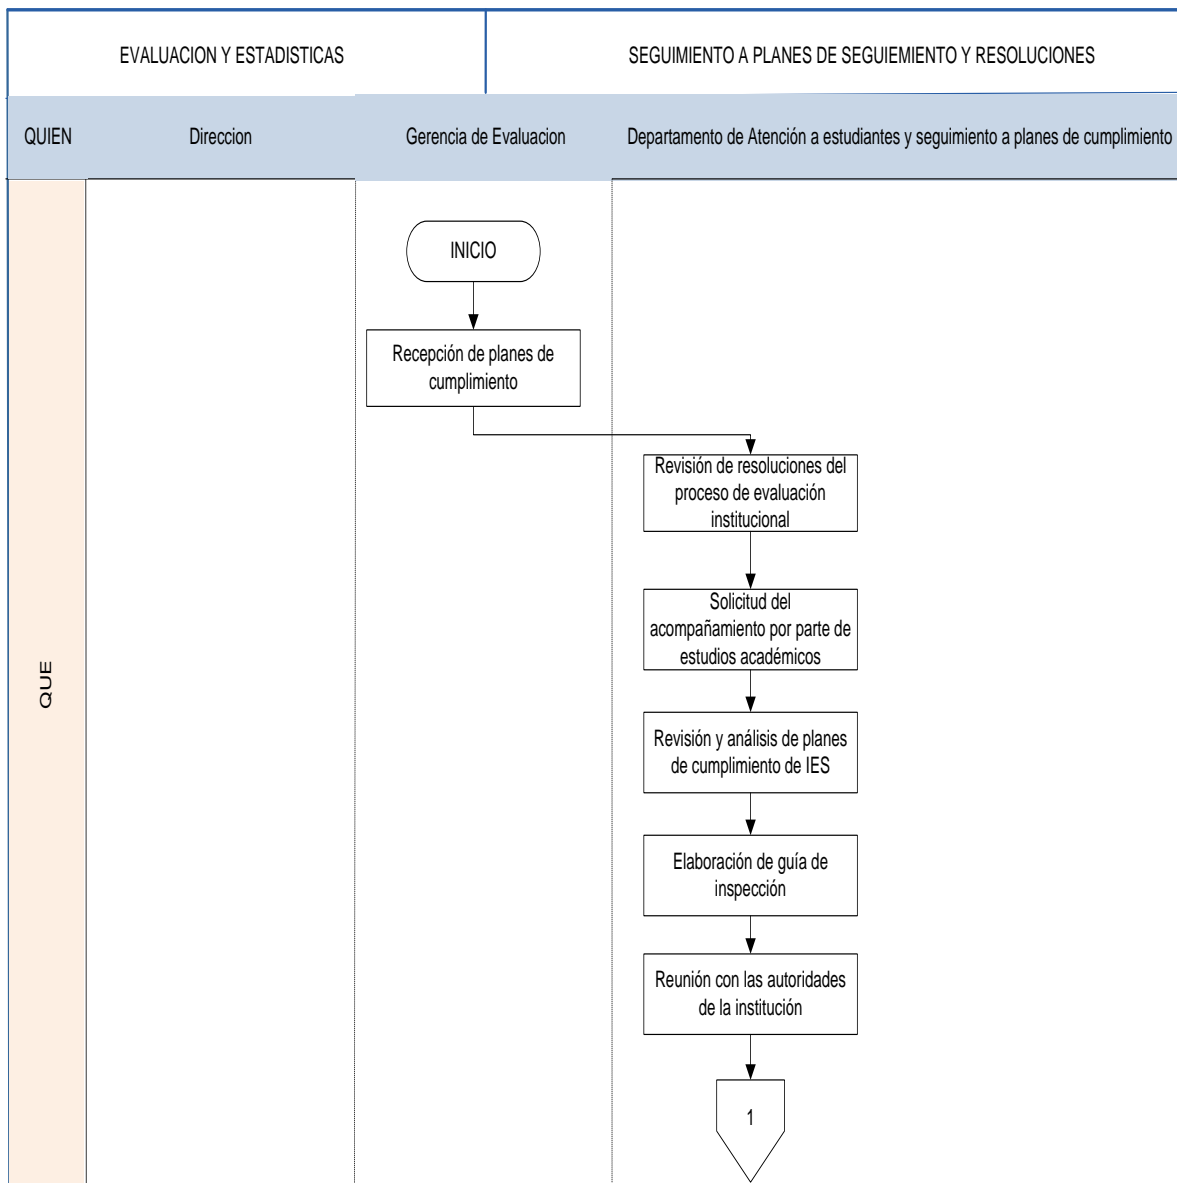 EVALUACION Y ESTADISTICAS
SEGUIMIENTO A PLANES DE SEGUIEMIENTO Y RESOLUCIONES
QUIEN
Direccion
Gerencia de Evaluacion
Departamento de Atención a estudiantes y seguimiento a planes de cumplimiento
QUE
INICIO
Recepción de planes de
cumplimiento
Revisión de resoluciones del
proceso de evaluación
institucional
Solicitud del
acompañamiento por parte de
estudios académicos
Revisión y análisis de planes
de cumplimiento de IES
Elaboración de guía de
inspección
Reunión con las autoridades
de la institución
1